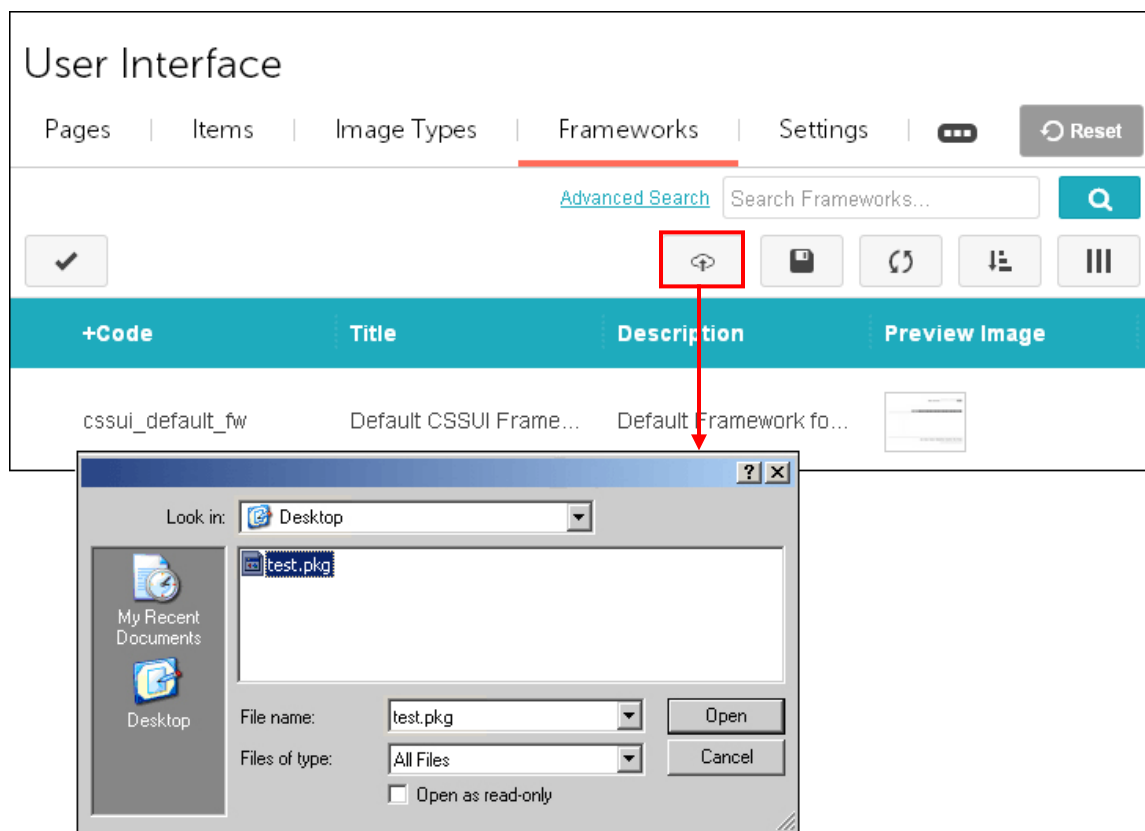 User Interface
Pages Items Image Types Frameworks Settings Reset
Advanced Search Search Frameworks...
+Code Title Description Preview Image
cssui_default_fw Default CSSUI Frame... Default Framework fo...
Look in: Desktop
test.pkg
My Recent
Documents
Desktop
File name: test.pkg Open
Files of type: All Files Cancel
Open as read-only